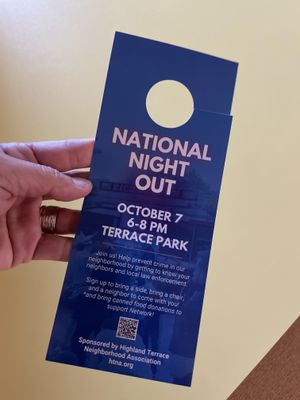 NATIONAL
NIGHT
OUT
OCTOBER 7
6-8 PM
TERRACE PARK
Join us! Help prevent crime in our
neighborhood by getting to know your
neighbors and local law enforcement.
Sign up to bring a side, bring a chair,
and a neighbor to come with you!
*and bring canned food donations to
support Network!
Sponsored by Highland Terrace
Neighborhood Association
htna.org